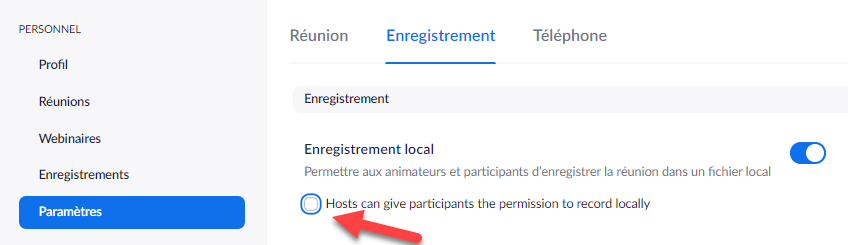 PERSONNEL
Profil
Réunions
Webinaires
Enregistrements
Paramètres
Réunion Enregistrement Téléphone
Enregistrement
Enregistrement local
Permettre aux animateurs et participants d'enregistrer la réunion dans un fichier local
Hosts can give participants the permission to record locally